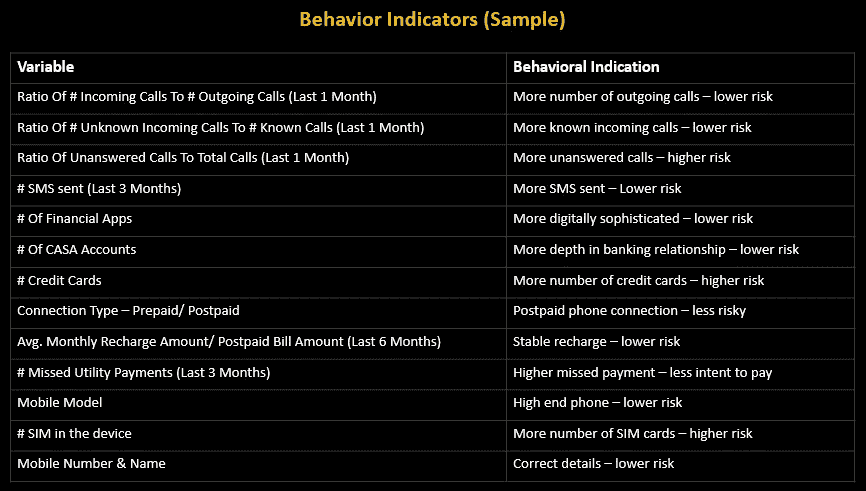 Behavior Indicators (Sample)
Variable Behavioral Indication
Ratio Of # Incoming Calls To # Outgoing Calls (Last 1 Month) More number of outgoing calls – lower risk
Ratio Of # Unknown Incoming Calls To # Known Calls (Last 1 Month) More known incoming calls – lower risk
Ratio Of Unanswered Calls To Total Calls (Last 1 Month) More unanswered calls – higher risk
# SMS sent (Last 3 Months) More SMS sent – Lower risk
# Of Financial Apps More digitally sophisticated – lower risk
# Of CASA Accounts More depth in banking relationship – lower risk
# Credit Cards More number of credit cards – higher risk
Connection Type – Prepaid/ Postpaid Postpaid phone connection – less risky
Avg. Monthly Recharge Amount/ Postpaid Bill Amount (Last 6 Months) Stable recharge – lower risk
# Missed Utility Payments (Last 3 Months) Higher missed payment – less intent to pay
Mobile Model High end phone – lower risk
# SIM in the device More number of SIM cards – higher risk
Mobile Number & Name Correct details – lower risk